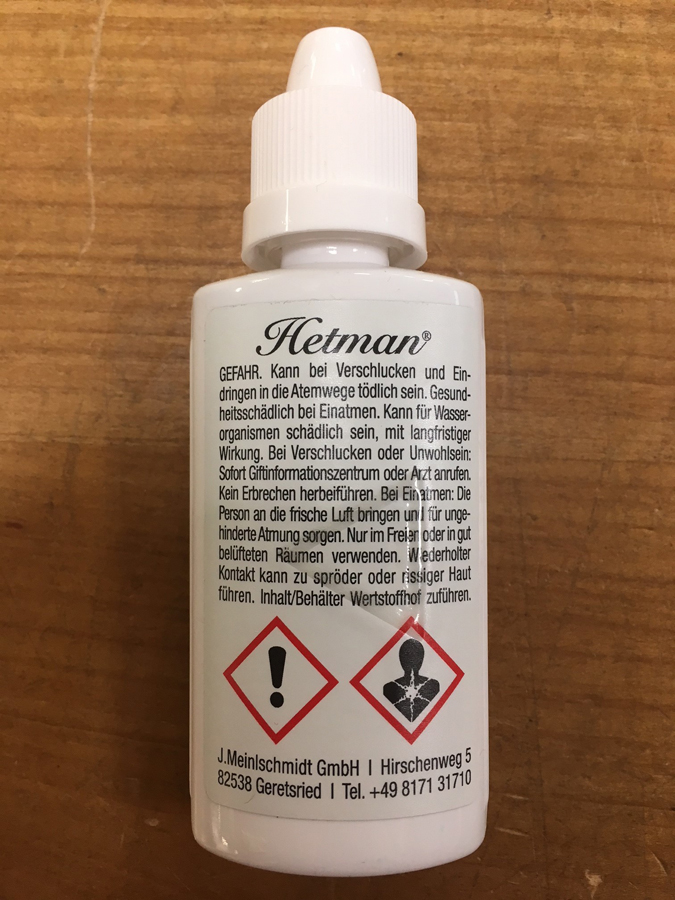 Hetman®
GEFAHR. Kann bei Verschlucken und Ein-
dringen in die Atemwege tödlich sein. Gesund-
heitsschädlich bei Einatmen. Kann für Wasser-
organismen schädlich sein, mit langfristiger
Wirkung. Bei Verschlucken oder Unwohlsein:
Sofort Giftinformationszentrum oder Arzt anrufen.
Kein Erbrechen herbeiführen. Bei Einatmen: Die
Person an die frische Luft bringen und für unge-
hinderte Atmung sorgen. Nur im Freien oder in gut
belüfteten Räumen verwenden. Wiederholter
Kontakt kann zu spröder oder rissiger Haut
führen. Inhalt/Behälter Wertstoffhof zuführen.
J.Meinlschmidt GmbH | Hirschenweg 5
82538 Geretsried | Tel. +49 8171 31710